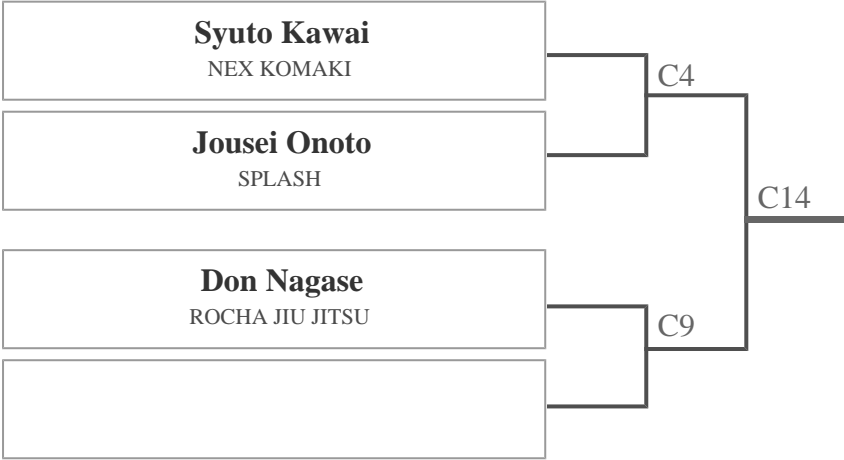 Syuto Kawai
NEX KOMAKI
C4
Jousei Onoto
SPLASH
C14
Don Nagase
ROCHA JIU JITSU
C9